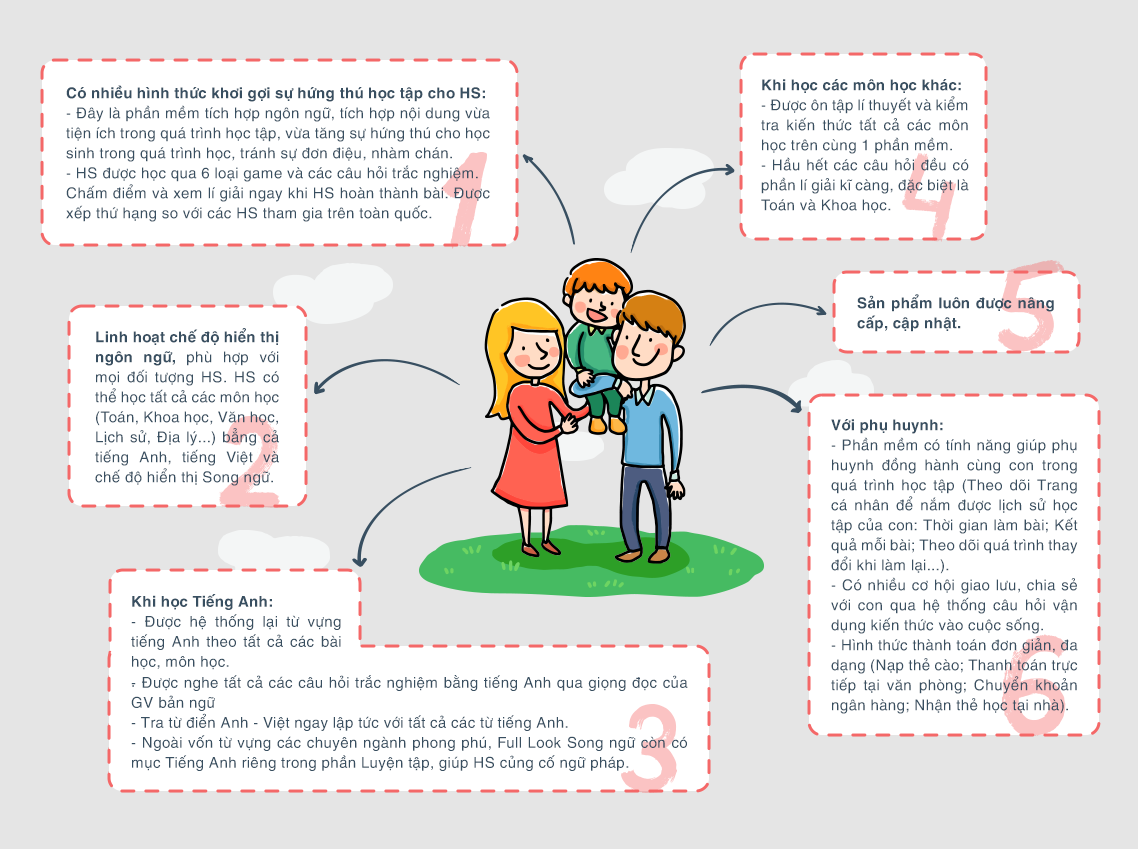 Có nhiều hình thức khơi gợi sự hứng thú học tập cho HS:
- Đây là phần mềm tích hợp ngôn ngữ, tích hợp nội dung vừa
tiện ích trong quá trình học tập, vừa tăng sự hứng thú cho học
sinh trong quá trình học, tránh sự đơn điệu, nhàm chán.
- HS được học qua 6 loại game và các câu hỏi trắc nghiệm.
Chấm điểm và xem lí giải ngay khi HS hoàn thành bài. Được
xếp thứ hạng so với các HS tham gia trên toàn quốc.
1
Linh hoạt chế độ hiển thị
ngôn ngữ, phù hợp với
mọi đối tượng HS. HS có
thể học tất cả các môn học
(Toán, Khoa học, Văn học,
Lịch sử, Địa lý...) bằng cả
tiếng Anh, tiếng Việt và
chế độ hiển thị Song ngữ.
2
Khi học Tiếng Anh:
- Được hệ thống lại từ vựng
tiếng Anh theo tất cả các bài
học, môn học.
- Được nghe tất cả các câu hỏi trắc nghiệm bằng tiếng Anh qua giọng đọc của
GV bản ngữ
- Tra từ điển Anh - Việt ngay lập tức với tất cả các từ tiếng Anh.
- Ngoài vốn từ vựng các chuyên ngành phong phú, Full Look Song ngữ còn có
mục Tiếng Anh riêng trong phần Luyện tập, giúp HS củng cố ngữ pháp.
3
Khi học các môn học khác:
- Được ôn tập lí thuyết và kiểm
tra kiến thức tất cả các môn
học trên cùng 1 phần mềm.
- Hầu hết các câu hỏi đều có
phần lí giải kĩ càng, đặc biệt là
Toán và Khoa học.
4
Sản phẩm luôn được nâng
cấp, cập nhật.
5
Với phụ huynh:
- Phần mềm có tính năng giúp phụ
huynh đồng hành cùng con trong
quá trình học tập (Theo dõi Trang
cá nhân để nắm được lịch sử học
tập của con: Thời gian làm bài; Kết
quả mỗi bài; Theo dõi quá trình thay
đổi khi làm lại...).
- Có nhiều cơ hội giao lưu, chia sẻ
với con qua hệ thống câu hỏi vận
dụng kiến thức vào cuộc sống.
- Hình thức thành toán đơn giản, đa
dạng (Nạp thẻ cào; Thanh toán trực
tiếp tại văn phòng; Chuyển khoản
ngân hàng; Nhận thẻ học tại nhà).
6